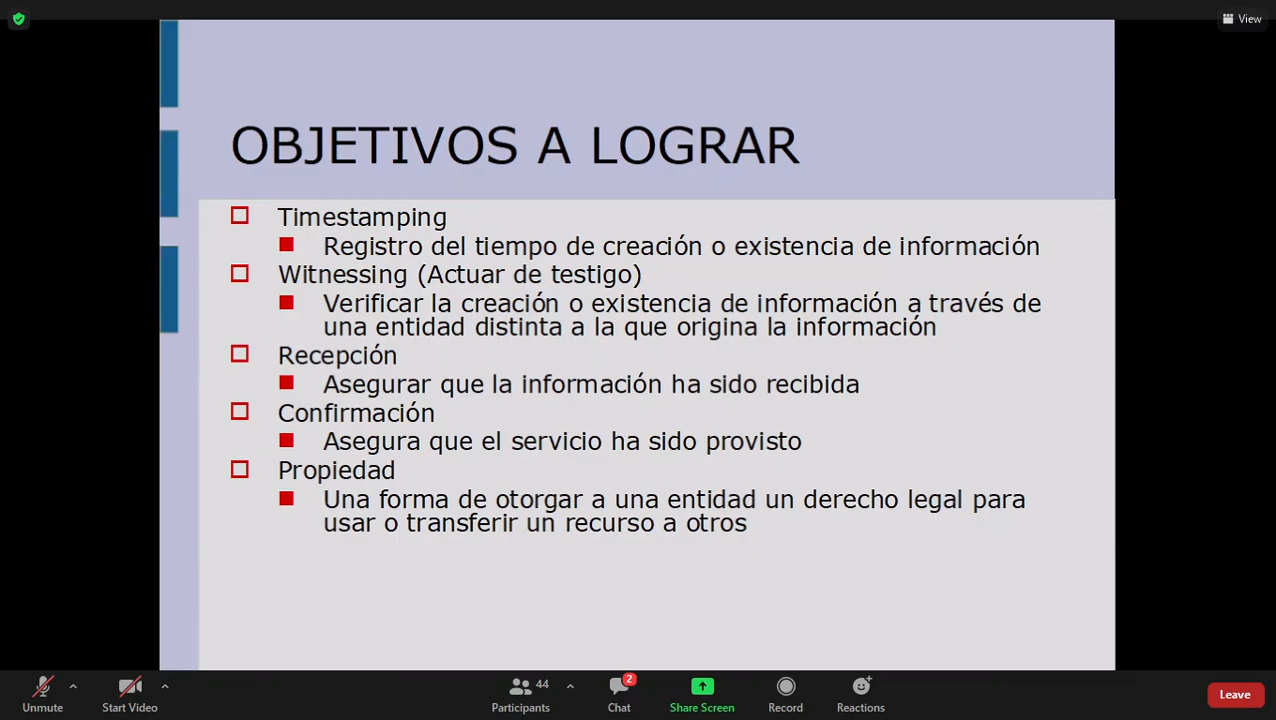 View
OBJETIVOS A LOGRAR
Timestamping
Registro del tiempo de creación o existencia de información
Witnessing (Actuar de testigo)
Verificar la creación o existencia de información a través de
una entidad distinta a la que origina la información
Recepción
Asegurar que la información ha sido recibida
Confirmación
Asegura que el servicio ha sido provisto
Propiedad
Una forma de otorgar a una entidad un derecho legal para
usar o transferir un recurso a otros
44
2
Unmute
Start Video
Participants
Chat
Share Screen
Record
Reactions
Leave